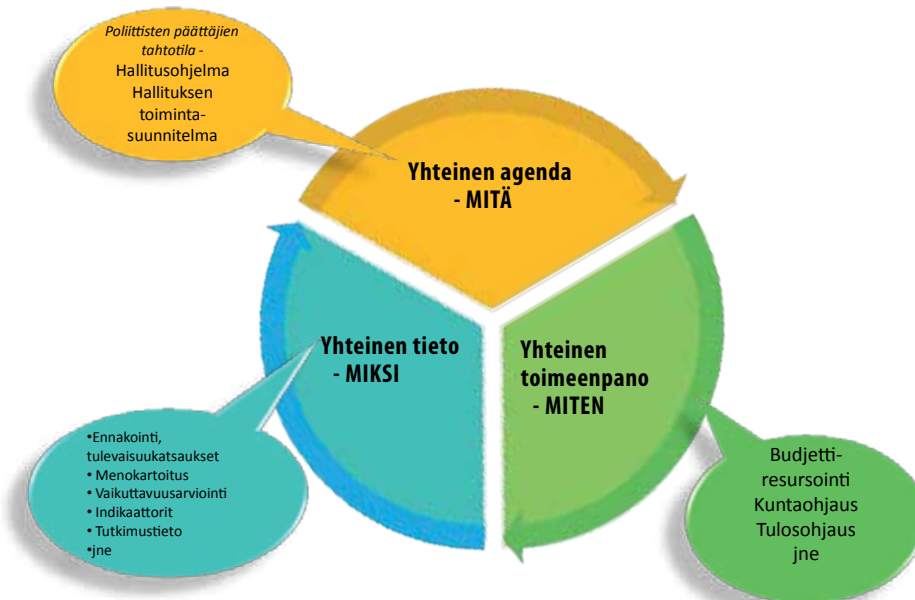 Poliittisten päättäjien
tahtotila -
Hallitusohjelma
Hallituksen
toiminta-
suunnitelma
Yhteinen agenda
- MITÄ
Yhteinen tieto
- MIKSI
Yhteinen
toimeenpano
- MITEN
•Ennakointi,
tulevaisuukatsaukset
• Menokartoitus
• Vaikuttavuusarviointi
• Indikaattorit
• Tutkimustieto
•jne
Budjetti-
resursointi
Kuntaohjaus
Tulosohjaus
jne